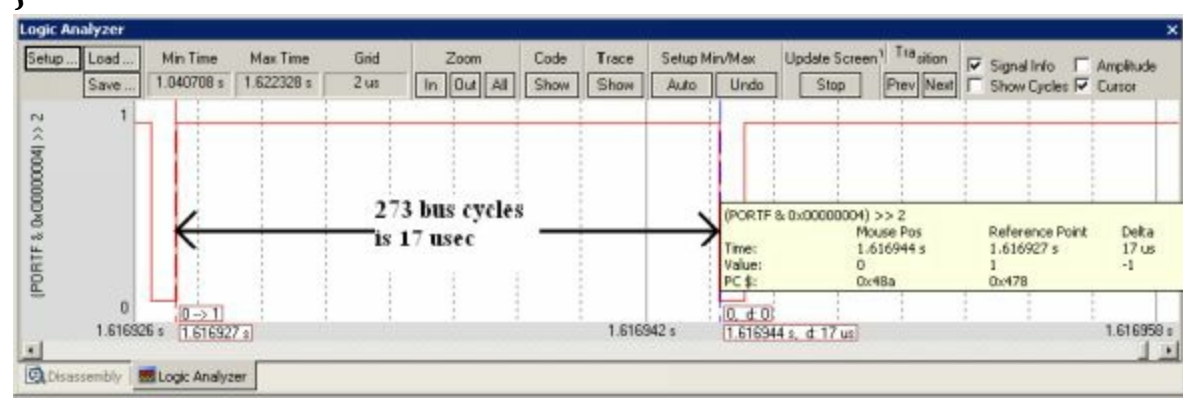 Logic Analyzer
Setup ... Load ... Min Time Max Time Grid Zoom Code Trace Setup Min/Max Update Screen Transition Signal Info Amplitude
Save ... 1.040708 s 1.622328 s 2 us In Out All Show Show Auto Undo Stop Prev Next Show Cycles Cursor
(PORTF & 0x00000004) >> 2
1
0
273 bus cycles
is 17 usec
(PORTF & 0x00000004) >> 2
Mouse Pos Reference Point Delta
Time: 1.616944 s 1.616927 s 17 us
Value: 0 1 -1
PC $: 0x48a 0x478
0 --> 1
0, d: 0
1.616926 s 1.616927 s 1.616942 s 1.616944 s, d: 17 us 1.616958 s
Disassembly Logic Analyzer